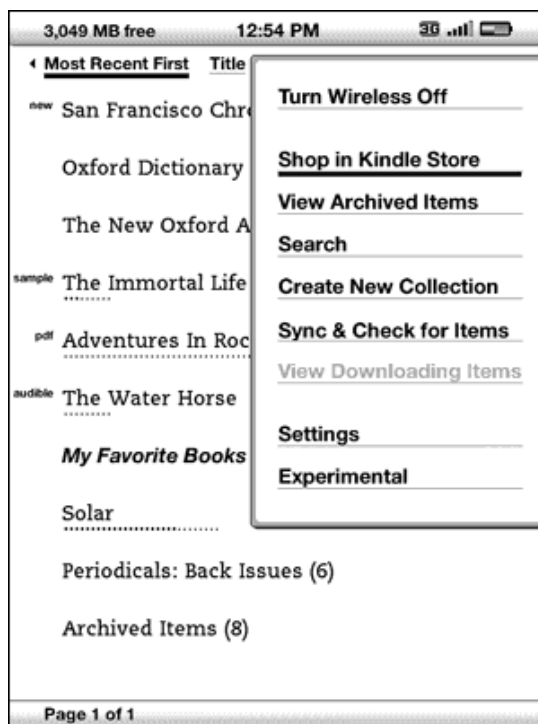 3,049 MB free 12:54 PM 3G
Most Recent First Title
new San Francisco Chr
Oxford Dictionary
The New Oxford A
sample The Immortal Life
pdf Adventures In Roc
audible The Water Horse
My Favorite Books
Solar
Periodicals: Back Issues (6)
Archived Items (8)
Turn Wireless Off
Shop in Kindle Store
View Archived Items
Search
Create New Collection
Sync & Check for Items
View Downloading Items
Settings
Experimental
Page 1 of 1